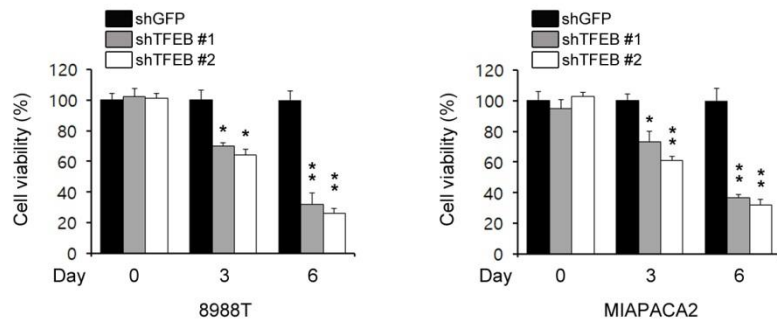 shGFP
shTFEB #1
shTFEB #2
Cell viability (%)
120
100
80
60
40
20
0
* *
** **
Day 0 3 6
8988T
shGFP
shTFEB #1
shTFEB #2
Cell viability (%)
120
100
80
60
40
20
0
* **
** **
Day 0 3 6
MIAPACA2